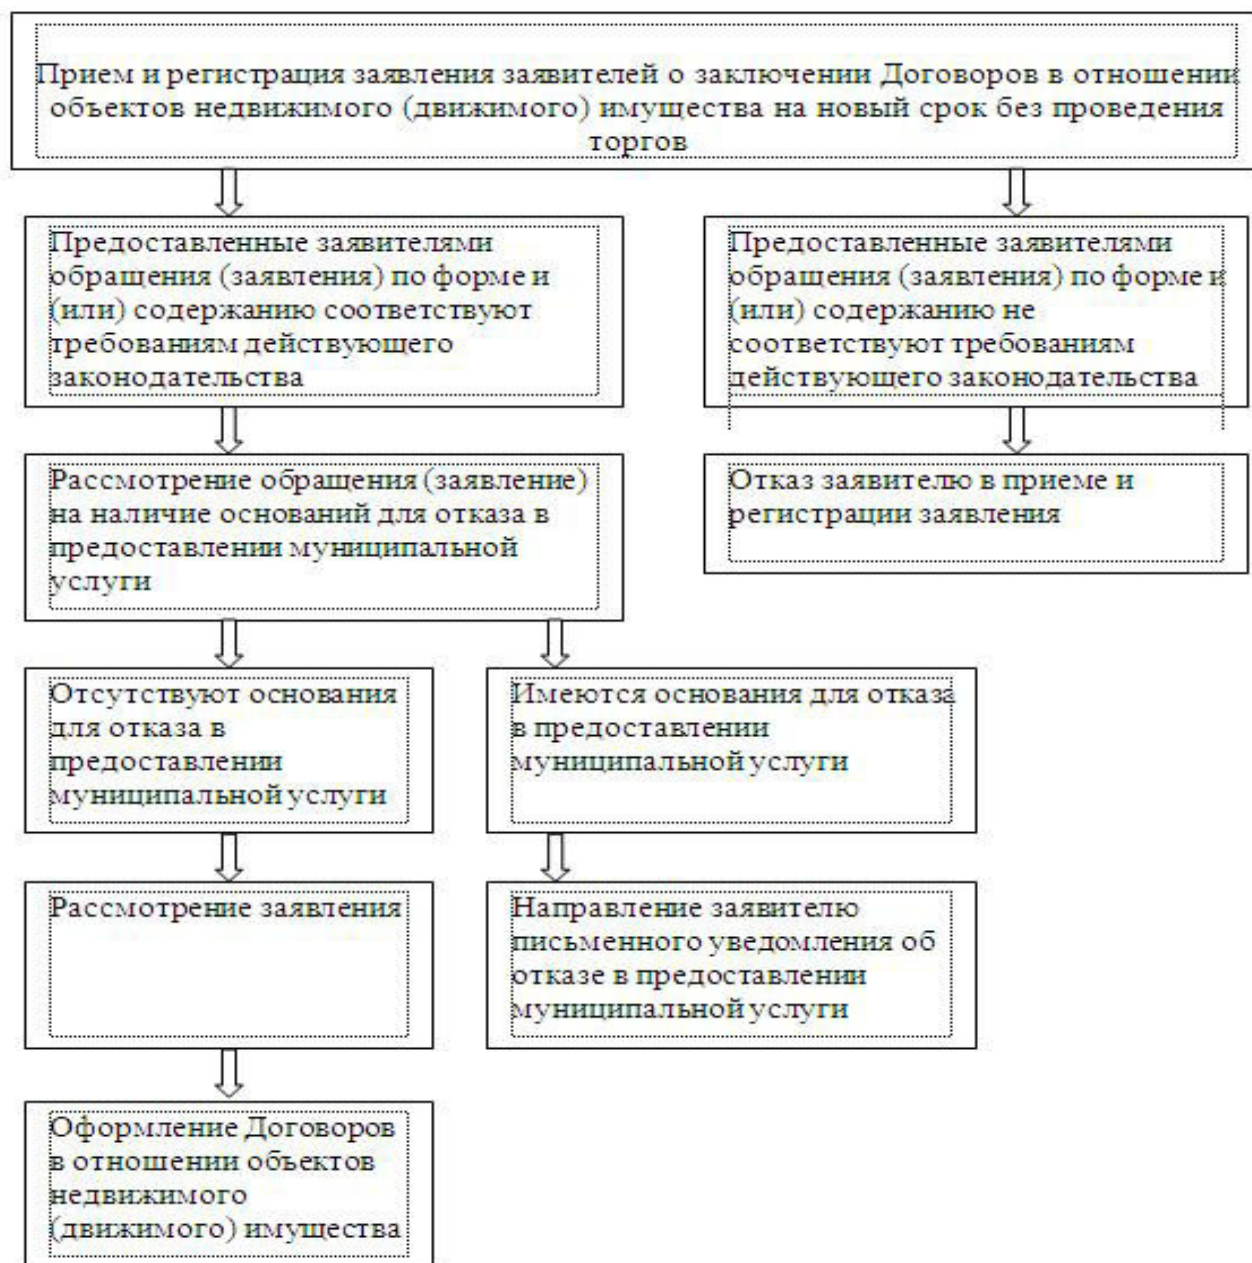 Прием и регистрация заявления заявителей о заключении Договоров в отношении
объектов недвижимого (движимого) имущества на новый срок без проведения
торгов
Предоставленные заявителями
обращения (заявления) по форме и
(или) содержанию соответствуют
требованиям действующего
законодательства
Предоставленные заявителями
обращения (заявления) по форме и
(или) содержанию не
соответствуют требованиям
действующего законодательства
Рассмотрение обращения (заявление)
на наличие оснований для отказа в
предоставлении муниципальной
услуги
Отказ заявителю в приеме и
регистрации заявления
Отсутствуют основания
для отказа в
предоставлении
муниципальной услуги
Имеются основания для отказа
в предоставлении
муниципальной услуги
Рассмотрение заявления
Направление заявителю
письменного уведомления об
отказе в предоставлении
муниципальной услуги
Оформление Договоров
в отношении объектов
недвижимого
(движимого) имущества